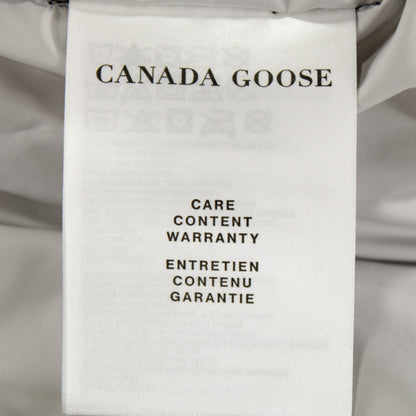 CANADA GOOSE
CARE
CONTENT
WARRANTY
ENTRETIEN
CONTENU
GARANTIE